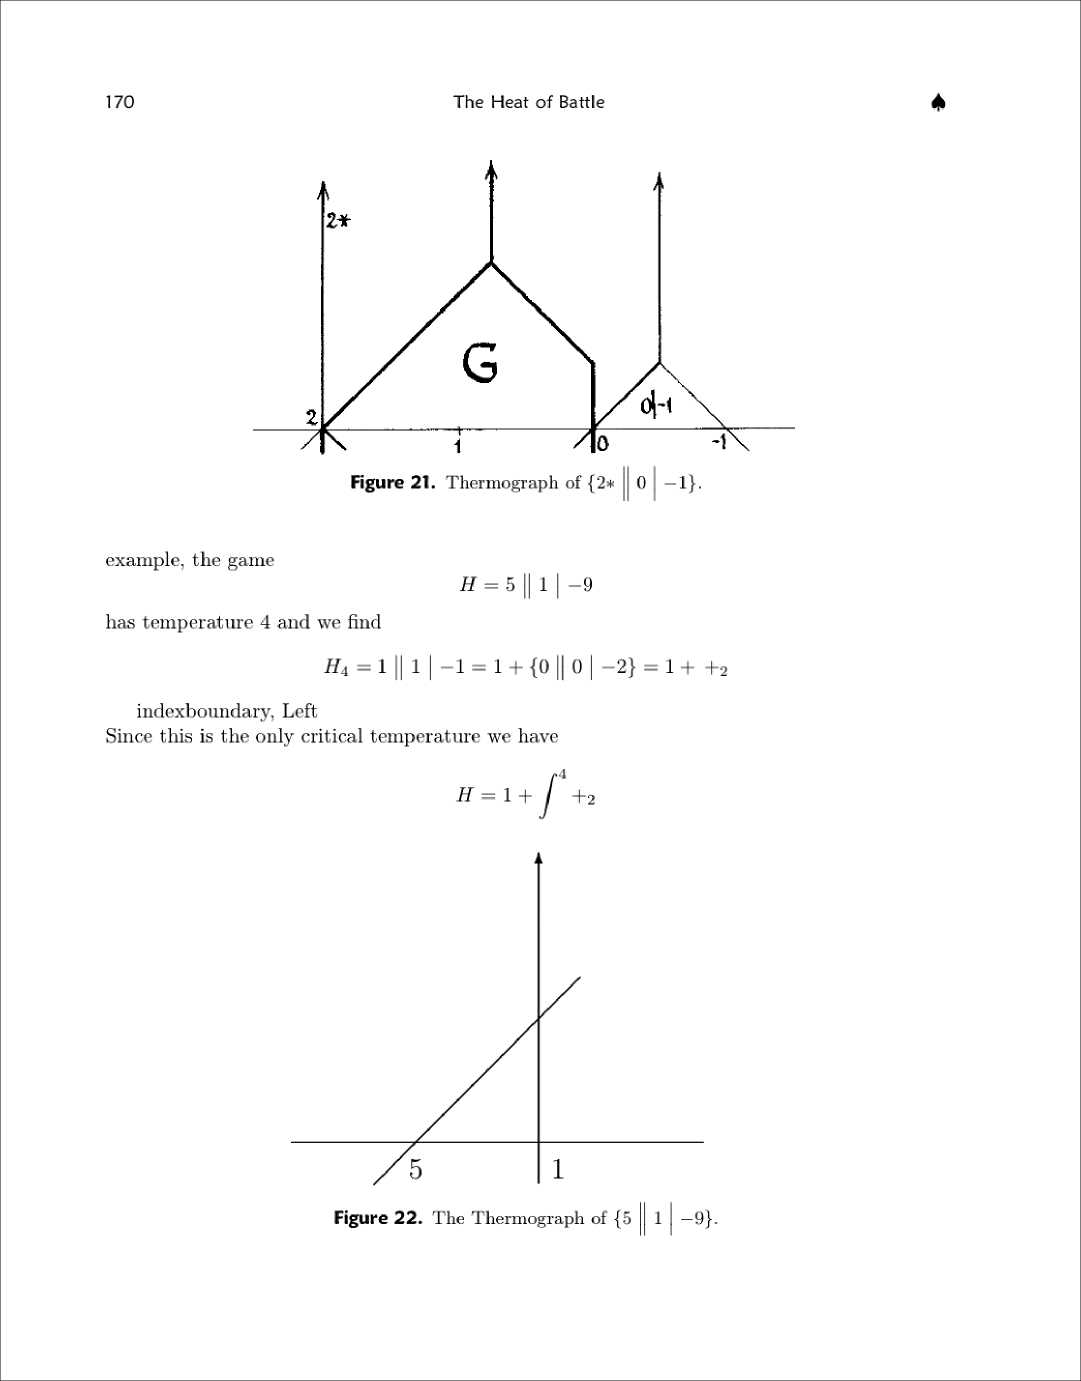 170 The Heat of Battle ♠
2*
G
2
0|-1
1
0
-1
Figure 21. Thermograph of {2∗ ‖ 0 | −1}.
example, the game
H = 5 ‖ 1 | −9
has temperature 4 and we find
H₄ = 1 ‖ 1 | −1 = 1 + {0 ‖ 0 | −2} = 1 + +₂
indexboundary, Left
Since this is the only critical temperature we have
H = 1 + ∫⁴ +₂
5 1
Figure 22. The Thermograph of {5 ‖ 1 | −9}.